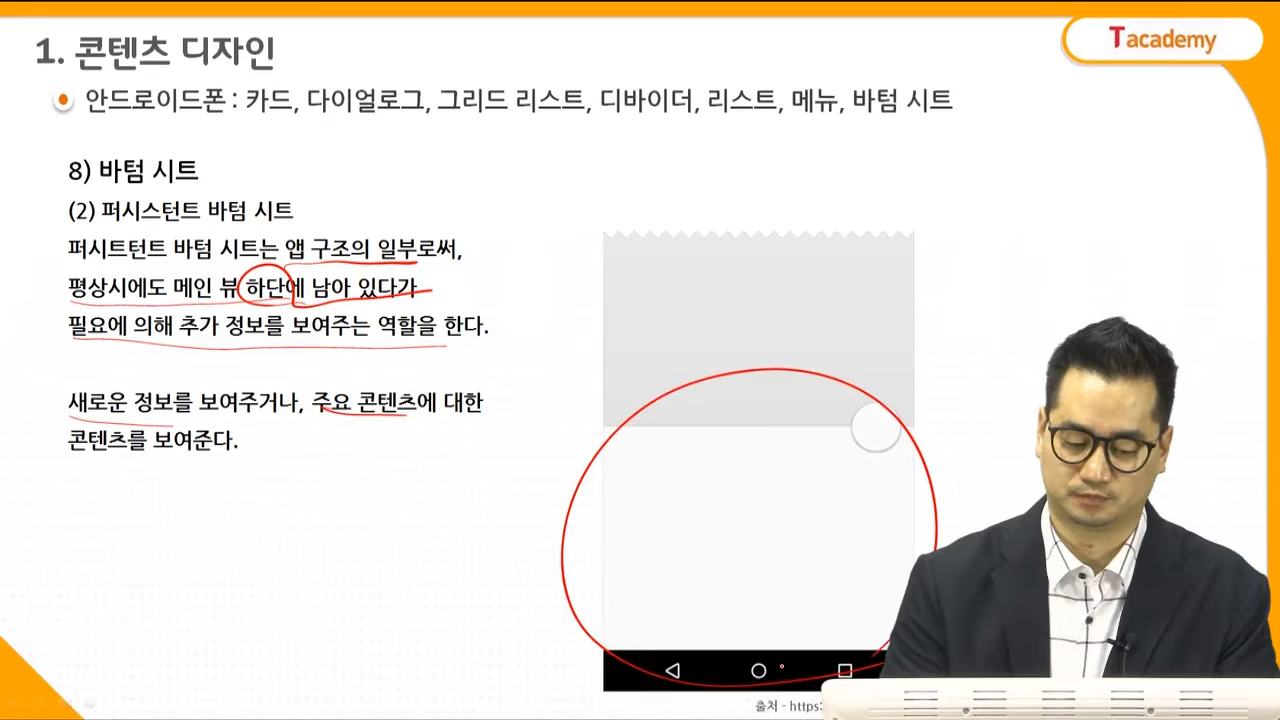 1. 콘텐츠 디자인
Tacademy
안드로이드폰 : 카드, 다이얼로그, 그리드 리스트, 디바이더, 리스트, 메뉴, 바텀 시트
8) 바텀 시트
(2) 퍼시스턴트 바텀 시트
퍼시트턴트 바텀 시트는 앱 구조의 일부로써,
평상시에도 메인 뷰 하단에 남아 있다가
필요에 의해 추가 정보를 보여주는 역할을 한다.
새로운 정보를 보여주거나, 주요 콘텐츠에 대한
콘텐츠를 보여준다.
출처 - https: